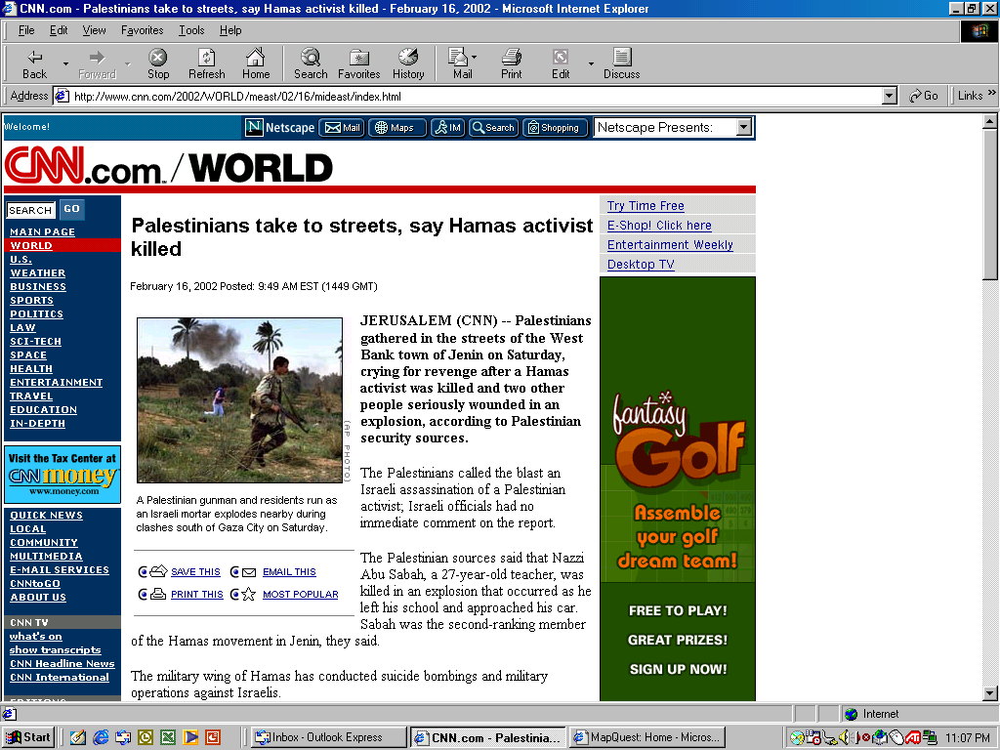 CNN.com - Palestinians take to streets, say Hamas activist killed - February 16, 2002 - Microsoft Internet Explorer
File Edit View Favorites Tools Help
Back Forward Stop Refresh Home Search Favorites History Mail Print Edit Discuss
Address http://www.cnn.com/2002/WORLD/meast/02/16/mideast/index.html Go Links »
Welcome! N Netscape Mail Maps IM Search Shopping Netscape Presents:
CNN.com / WORLD
SEARCH GO
MAIN PAGE
WORLD
U.S.
WEATHER
BUSINESS
SPORTS
POLITICS
LAW
SCI-TECH
SPACE
HEALTH
ENTERTAINMENT
TRAVEL
EDUCATION
IN-DEPTH
Visit the Tax Center at
CNN money
www.money.com
QUICK NEWS
LOCAL
COMMUNITY
MULTIMEDIA
E-MAIL SERVICES
CNNtoGO
ABOUT US
CNN TV
what's on
show transcripts
CNN Headline News
CNN International
EDITIONS
Palestinians take to streets, say Hamas activist
killed
February 16, 2002 Posted: 9:49 AM EST (1449 GMT)
(AP PHOTO)
A Palestinian gunman and residents run as
an Israeli mortar explodes nearby during
clashes south of Gaza City on Saturday.
SAVE THIS EMAIL THIS
PRINT THIS MOST POPULAR
JERUSALEM (CNN) -- Palestinians
gathered in the streets of the West
Bank town of Jenin on Saturday,
crying for revenge after a Hamas
activist was killed and two other
people seriously wounded in an
explosion, according to Palestinian
security sources.
The Palestinians called the blast an
Israeli assassination of a Palestinian
activist; Israeli officials had no
immediate comment on the report.
The Palestinian sources said that Nazzi
Abu Sabah, a 27-year-old teacher, was
killed in an explosion that occurred as he
left his school and approached his car.
Sabah was the second-ranking member
of the Hamas movement in Jenin, they said.
The military wing of Hamas has conducted suicide bombings and military
operations against Israelis.
Try Time Free
E-Shop! Click here
Entertainment Weekly
Desktop TV
fantasy
Golf
Assemble
your golf
dream team!
FREE TO PLAY!
GREAT PRIZES!
SIGN UP NOW!
Internet
Start Inbox - Outlook Express CNN.com - Palestinia... MapQuest: Home - Micros... 11:07 PM